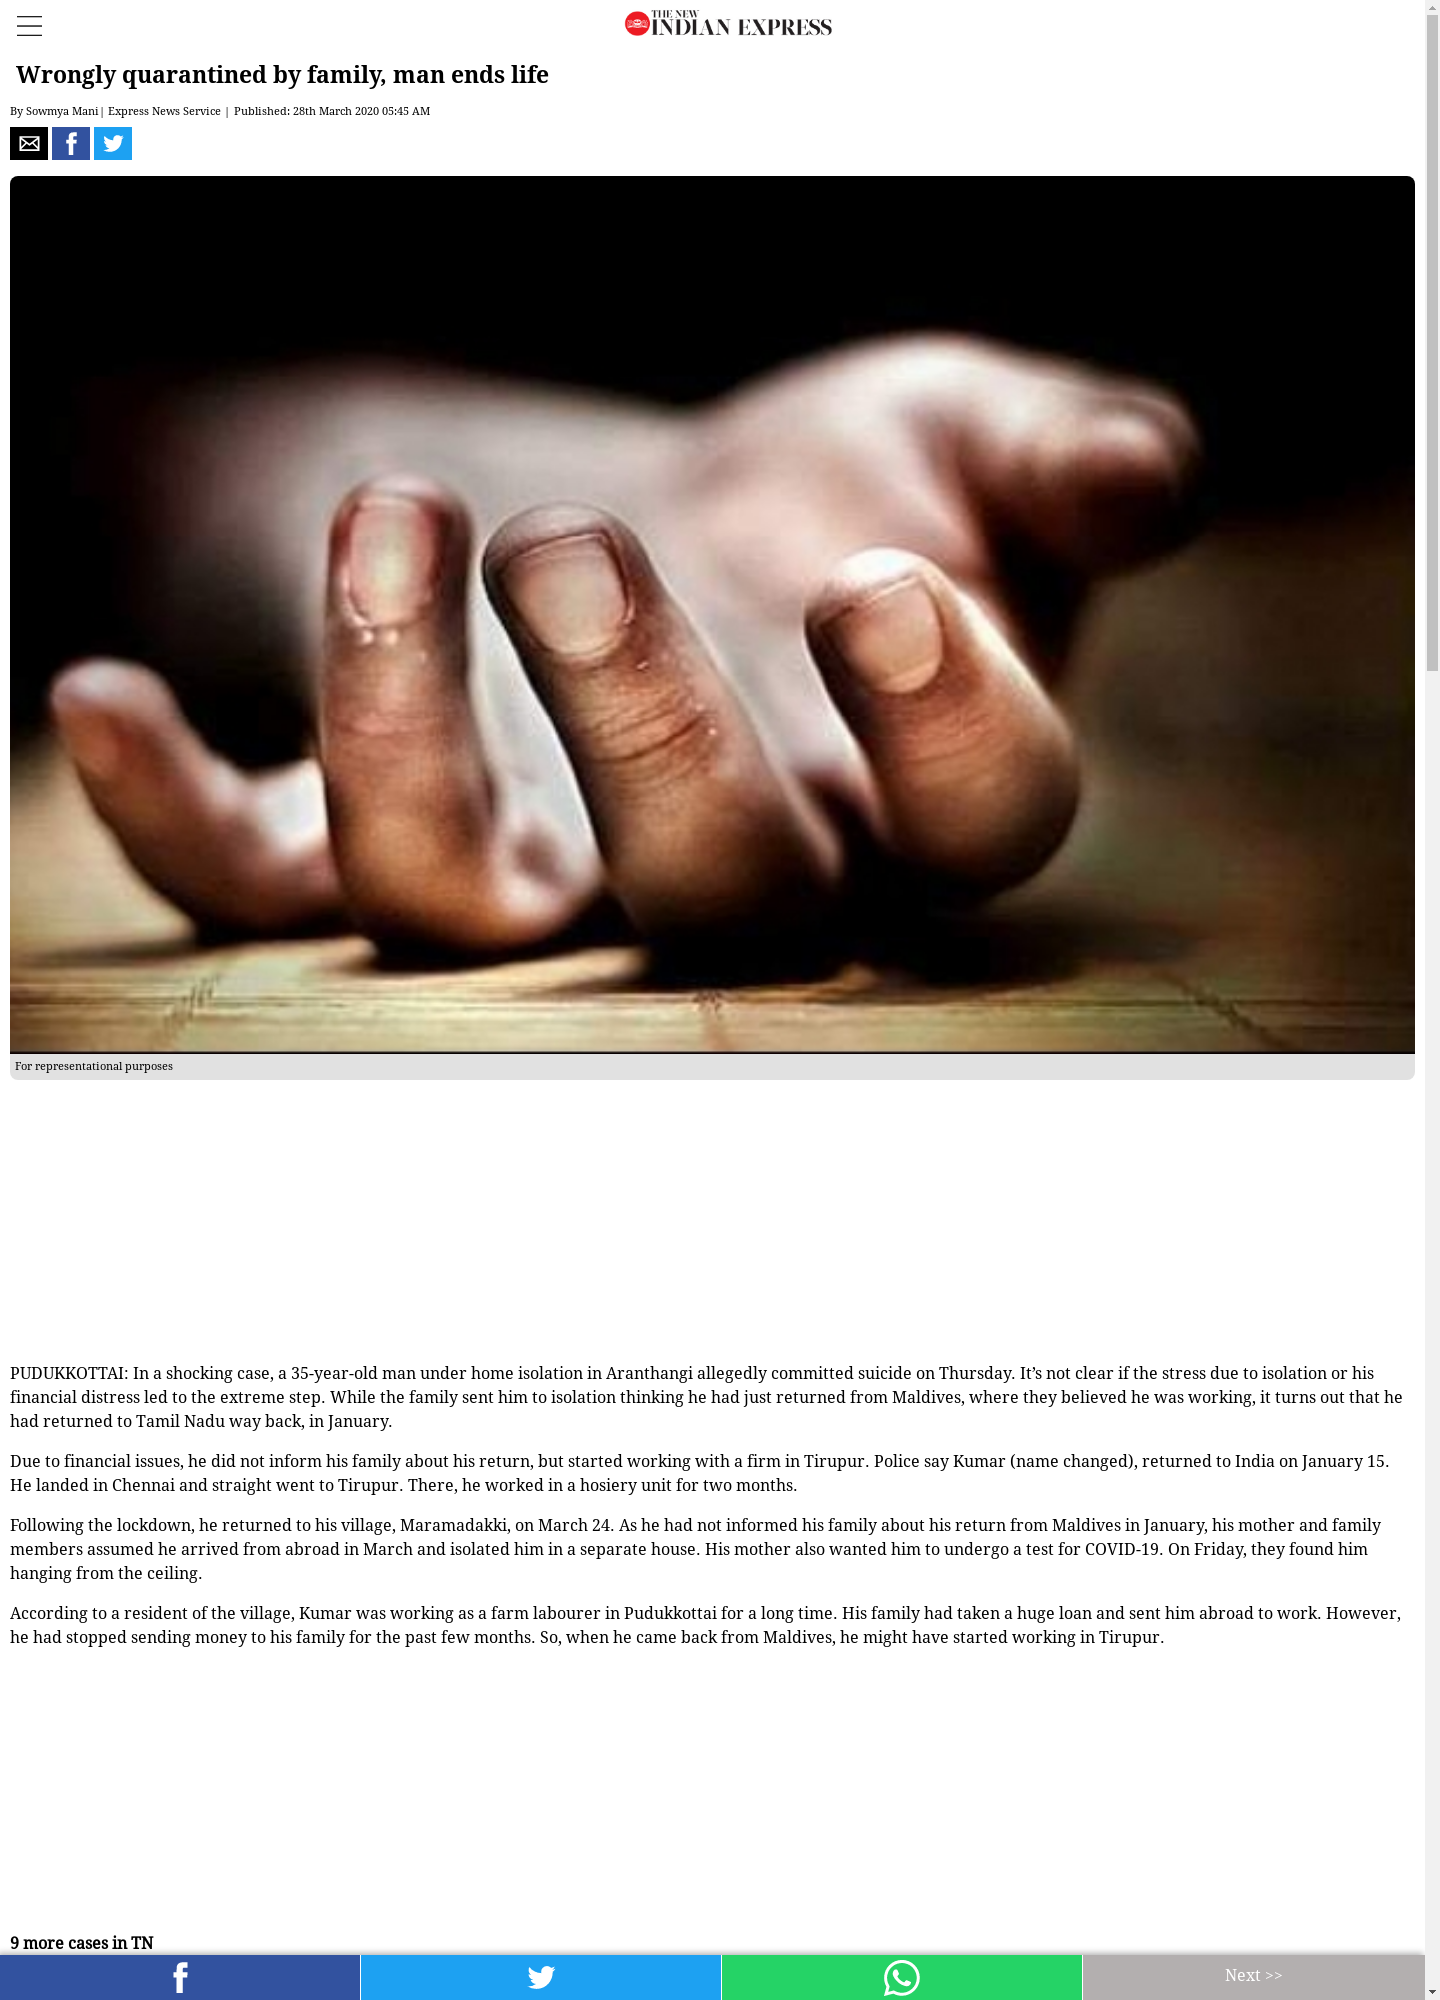 THE NEW
INDIAN EXPRESS
Wrongly quarantined by family, man ends life
By Sowmya Mani| Express News Service | Published: 28th March 2020 05:45 AM
For representational purposes
PUDUKKOTTAI: In a shocking case, a 35-year-old man under home isolation in Aranthangi allegedly committed suicide on Thursday. It’s not clear if the stress due to isolation or his
financial distress led to the extreme step. While the family sent him to isolation thinking he had just returned from Maldives, where they believed he was working, it turns out that he
had returned to Tamil Nadu way back, in January.
Due to financial issues, he did not inform his family about his return, but started working with a firm in Tirupur. Police say Kumar (name changed), returned to India on January 15.
He landed in Chennai and straight went to Tirupur. There, he worked in a hosiery unit for two months.
Following the lockdown, he returned to his village, Maramadakki, on March 24. As he had not informed his family about his return from Maldives in January, his mother and family
members assumed he arrived from abroad in March and isolated him in a separate house. His mother also wanted him to undergo a test for COVID-19. On Friday, they found him
hanging from the ceiling.
According to a resident of the village, Kumar was working as a farm labourer in Pudukkottai for a long time. His family had taken a huge loan and sent him abroad to work. However,
he had stopped sending money to his family for the past few months. So, when he came back from Maldives, he might have started working in Tirupur.
9 more cases in TN
Next >>